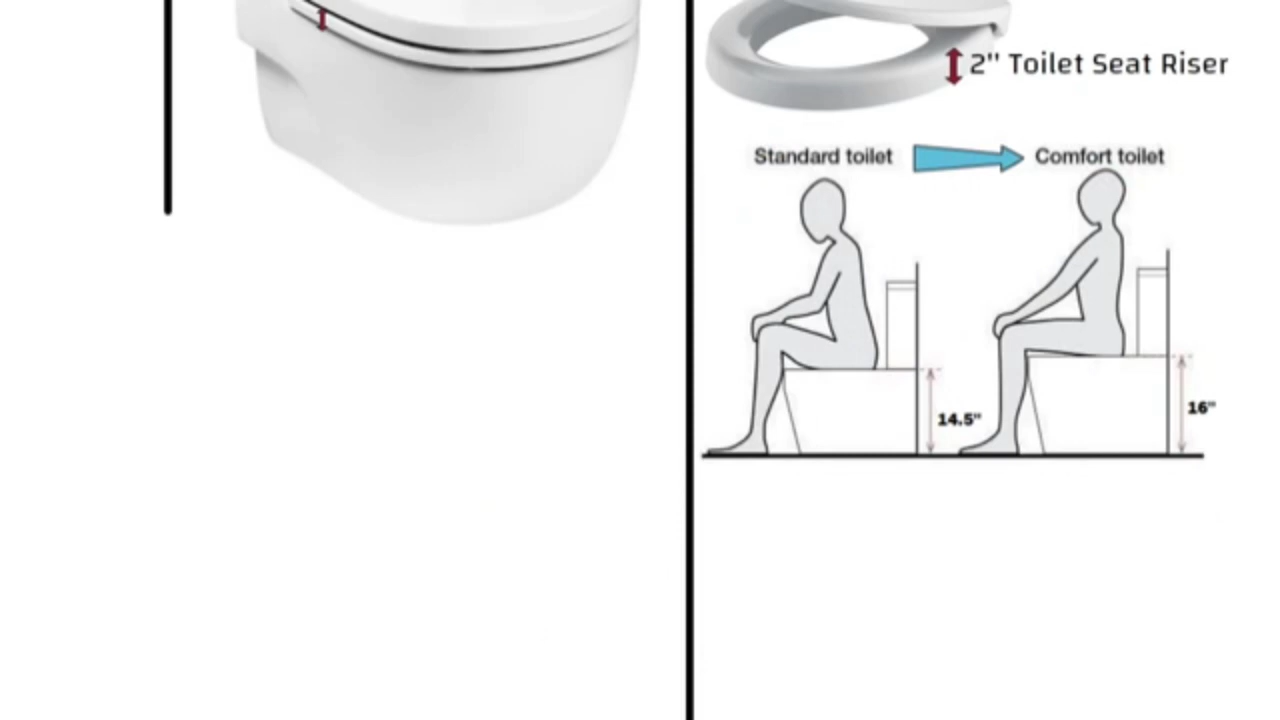 2" Toilet Seat Riser
Standard toilet
Comfort toilet
14.5"
16"